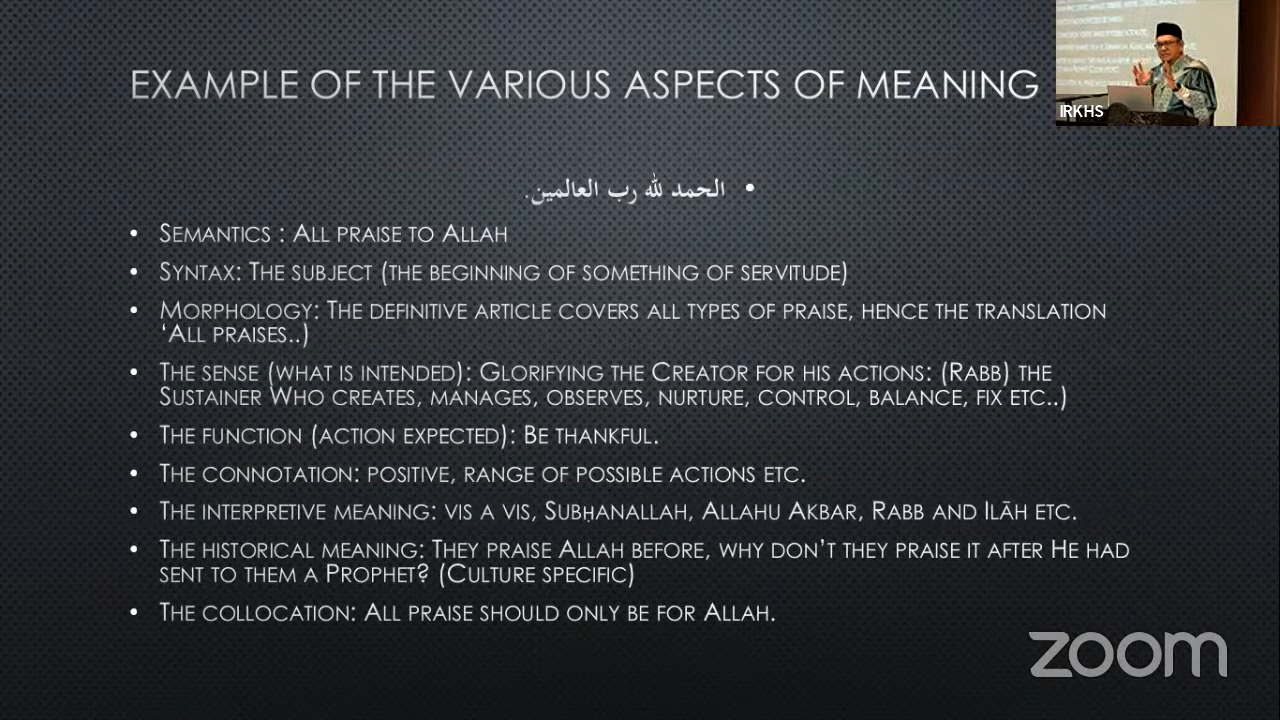 EXAMPLE OF THE VARIOUS ASPECTS OF MEANING
IRKHS
• الحمد لله رب العالمين.
• SEMANTICS : ALL PRAISE TO ALLAH
• SYNTAX: THE SUBJECT (THE BEGINNING OF SOMETHING OF SERVITUDE)
• MORPHOLOGY: THE DEFINITIVE ARTICLE COVERS ALL TYPES OF PRAISE, HENCE THE TRANSLATION
‘ALL PRAISES..)
• THE SENSE (WHAT IS INTENDED): GLORIFYING THE CREATOR FOR HIS ACTIONS: (RABB) THE
SUSTAINER WHO CREATES, MANAGES, OBSERVES, NURTURE, CONTROL, BALANCE, FIX ETC..)
• THE FUNCTION (ACTION EXPECTED): BE THANKFUL.
• THE CONNOTATION: POSITIVE, RANGE OF POSSIBLE ACTIONS ETC.
• THE INTERPRETIVE MEANING: VIS A VIS, SUBḤANALLAH, ALLAHU AKBAR, RABB AND ILĀH ETC.
• THE HISTORICAL MEANING: THEY PRAISE ALLAH BEFORE, WHY DON’T THEY PRAISE IT AFTER HE HAD
SENT TO THEM A PROPHET? (CULTURE SPECIFIC)
• THE COLLOCATION: ALL PRAISE SHOULD ONLY BE FOR ALLAH.
zoom